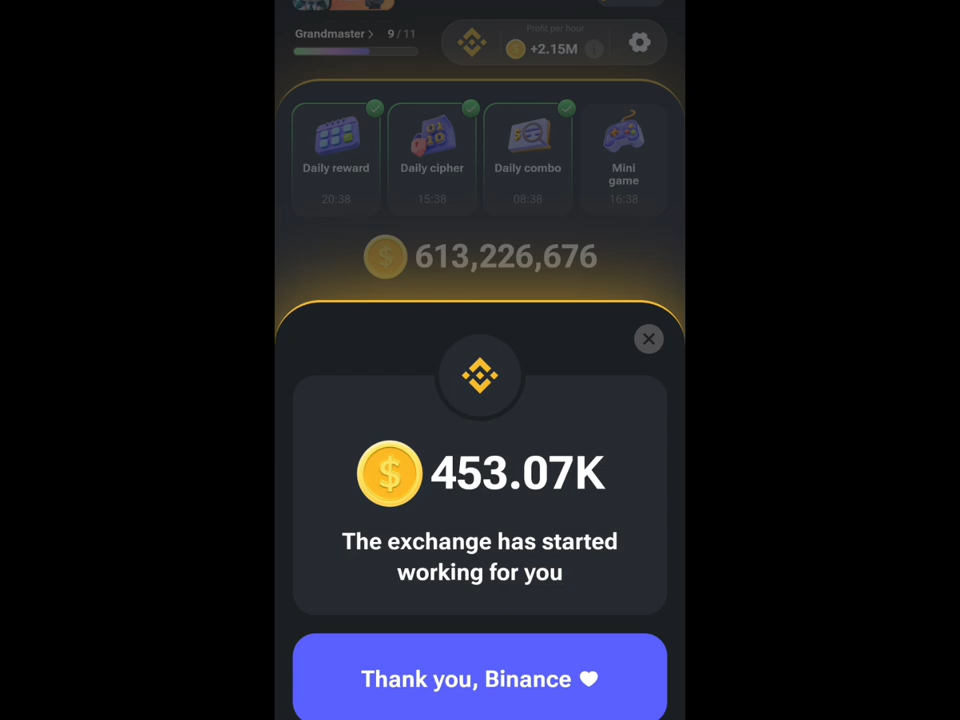 Grandmaster > 9 / 11
Profit per hour
+2.15M
Daily reward
20:38
Daily cipher
15:38
Daily combo
08:38
Mini
game
16:38
613,226,676
453.07K
The exchange has started
working for you
Thank you, Binance